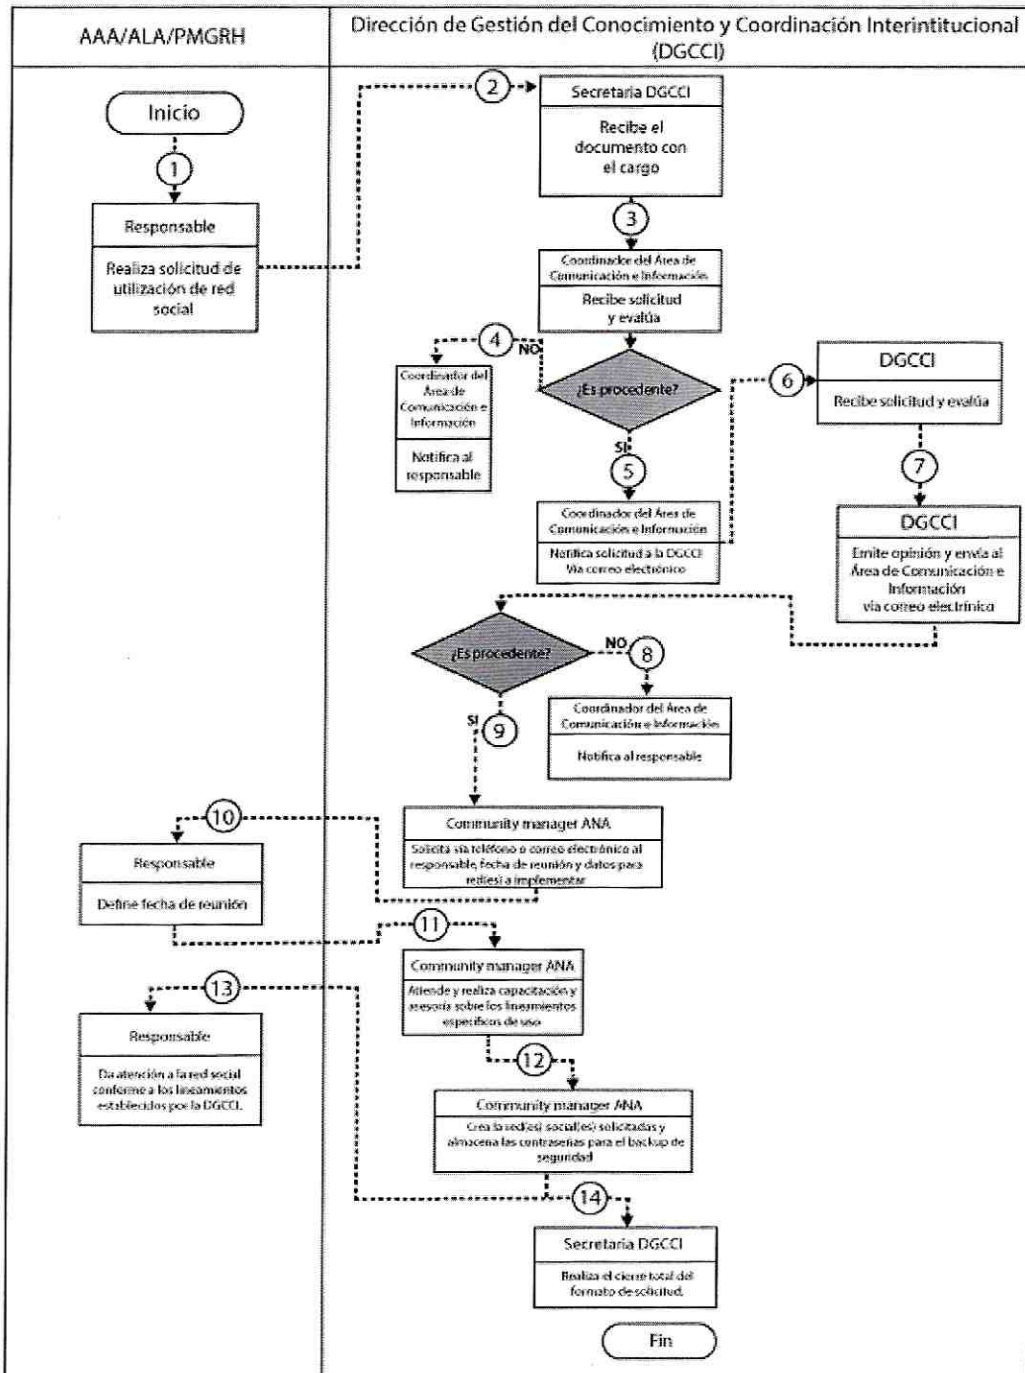 AAA/ALA/PMGRH
Dirección de Gestión del Conocimiento y Coordinación Interintitucional
(DGCCI)
Inicio
1
Responsable
Realiza solicitud de
utilización de red
social
2
Secretaria DGCCI
Recibe el
documento con
el cargo
3
Coordinador del Área de
Comunicación e Información
Recibe solicitud
y evalúa
¿Es procedente?
NO
4
Coordinador del
Área de
Comunicación e
Información
Notifica al
responsable
SI
5
Coordinador del Área de
Comunicación e Información
Notifica solicitud a la DGCCI
Via correo electrónico
6
DGCCI
Recibe solicitud y evalúa
7
DGCCI
Emite opinión y envía al
Área de Comunicación e
Información
via correo electrínico
¿Es procedente?
NO
8
Coordinador del Área de
Comunicación e Información
Notifica al responsable
SI
9
Community manager ANA
Solicita via teléfono o correo electrónico al
responsable, fecha de reunión y datos para
red(es) a implementar
10
Responsable
Define fecha de reunión
11
Community manager ANA
Atiende y realiza capacitación y
asesoría sobre los lineamientos
específicos de uso
12
Community manager ANA
Crea la red(es) social(es) solicitadas y
almacena las contraseñas para el backup de
seguridad
13
Responsable
Da atención a la red social
conforme a los lineamientos
establecidos por la DGCCI.
14
Secretaria DGCCI
Realiza el cierre total del
formato de solicitud.
Fin